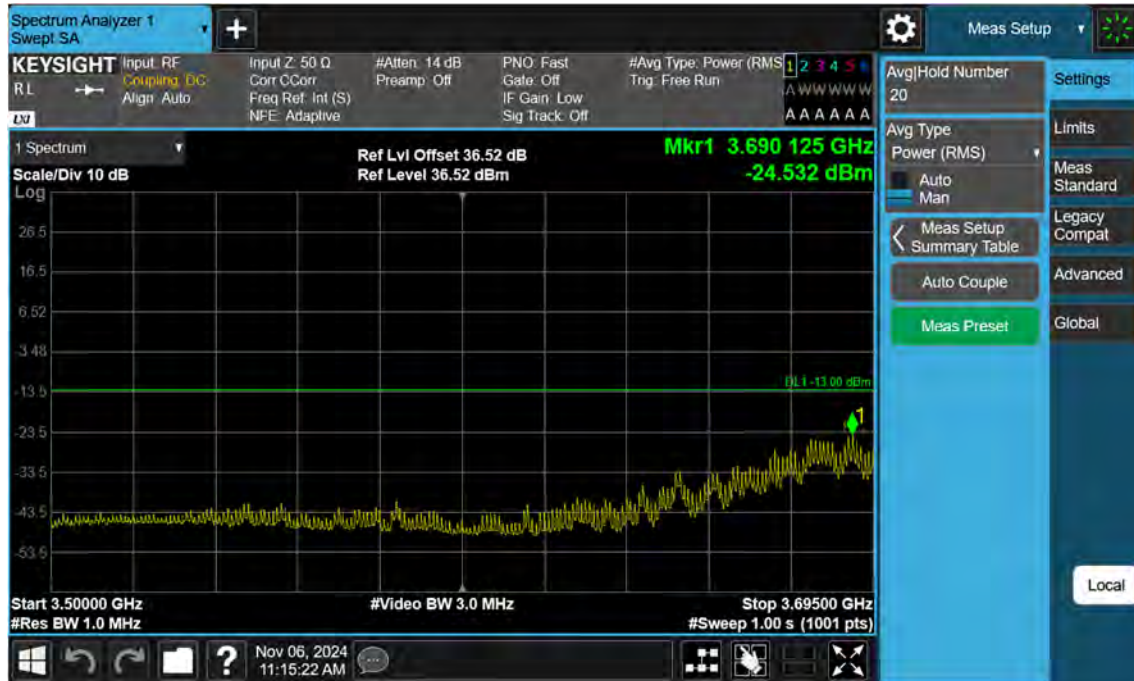 Spectrum Analyzer 1
Swept SA
Meas Setup
KEYSIGHT
RL
LXI
Input: RF
Coupling: DC
Align: Auto
Input Z: 50 Ω
Corr CCorr
Freq Ref: Int (S)
NFE: Adaptive
#Atten: 14 dB
Preamp: Off
PNO: Fast
Gate: Off
IF Gain: Low
Sig Track: Off
#Avg Type: Power (RMS
Trig: Free Run
1 2 3 4 5 6
A W W W W W
A A A A A A
1 Spectrum
Scale/Div 10 dB
Ref Lvl Offset 36.52 dB
Ref Level 36.52 dBm
Mkr1 3.690 125 GHz
-24.532 dBm
Log
26.5
16.5
6.52
-3.48
-13.5
-23.5
-33.5
-43.5
-53.5
DL1 -13.00 dBm
1
Start 3.50000 GHz
#Res BW 1.0 MHz
#Video BW 3.0 MHz
Stop 3.69500 GHz
#Sweep 1.00 s (1001 pts)
Nov 06, 2024
11:15:22 AM
Avg|Hold Number
20
Avg Type
Power (RMS)
Auto
Man
Meas Setup
Summary Table
Auto Couple
Meas Preset
Settings
Limits
Meas
Standard
Legacy
Compat
Advanced
Global
Local